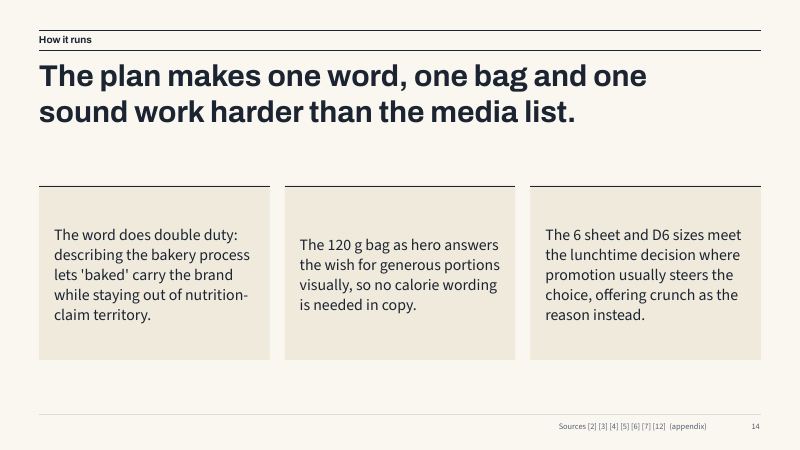 How it runs
The plan makes one word, one bag and one
sound work harder than the media list.
The word does double duty:
describing the bakery process
lets 'baked' carry the brand
while staying out of nutrition-
claim territory.
The 120 g bag as hero answers
the wish for generous portions
visually, so no calorie wording
is needed in copy.
The 6 sheet and D6 sizes meet
the lunchtime decision where
promotion usually steers the
choice, offering crunch as the
reason instead.
Sources [2] [3] [4] [5] [6] [7] [12] (appendix)
14